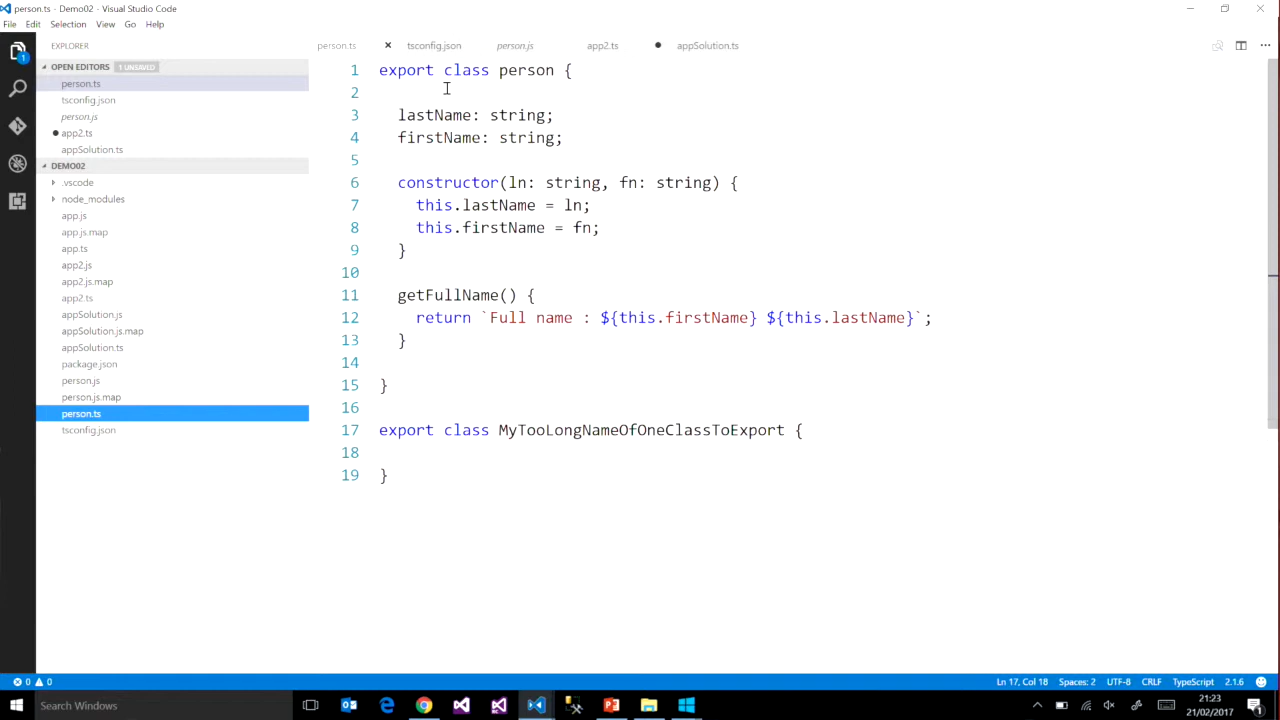 person.ts - Demo02 - Visual Studio Code
File Edit Selection View Go Help
EXPLORER
OPEN EDITORS 1 UNSAVED
person.ts
tsconfig.json
person.js
app2.ts
appSolution.ts
DEMO02
.vscode
node_modules
app.js
app.js.map
app.ts
app2.js
app2.js.map
app2.ts
appSolution.js
appSolution.js.map
appSolution.ts
package.json
person.js
person.js.map
person.ts
tsconfig.json
person.ts tsconfig.json person.js app2.ts appSolution.ts
1 export class person {
2
3 lastName: string;
4 firstName: string;
5
6 constructor(ln: string, fn: string) {
7 this.lastName = ln;
8 this.firstName = fn;
9 }
10
11 getFullName() {
12 return `Full name : ${this.firstName} ${this.lastName}`;
13 }
14
15 }
16
17 export class MyTooLongNameOfOneClassToExport {
18
19 }
1
0 0 Ln 17, Col 18 Spaces: 2 UTF-8 CRLF TypeScript 2.1.6
Search Windows
21:23
21/02/2017
1